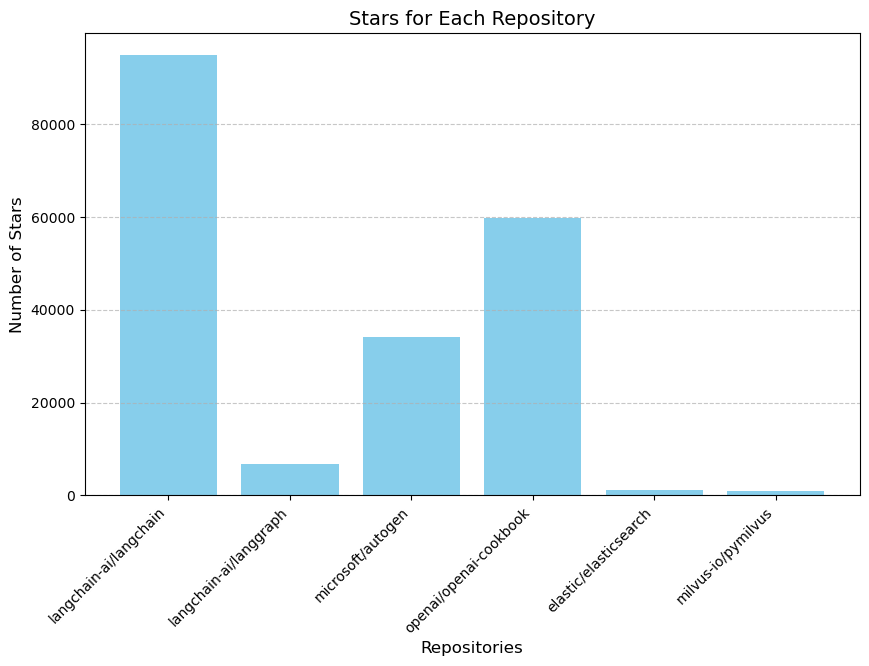 Stars for Each Repository
Number of Stars
80000
60000
40000
20000
0
langchain-ai/langchain
langchain-ai/langgraph
microsoft/autogen
openai/openai-cookbook
elastic/elasticsearch
milvus-io/pymilvus
Repositories